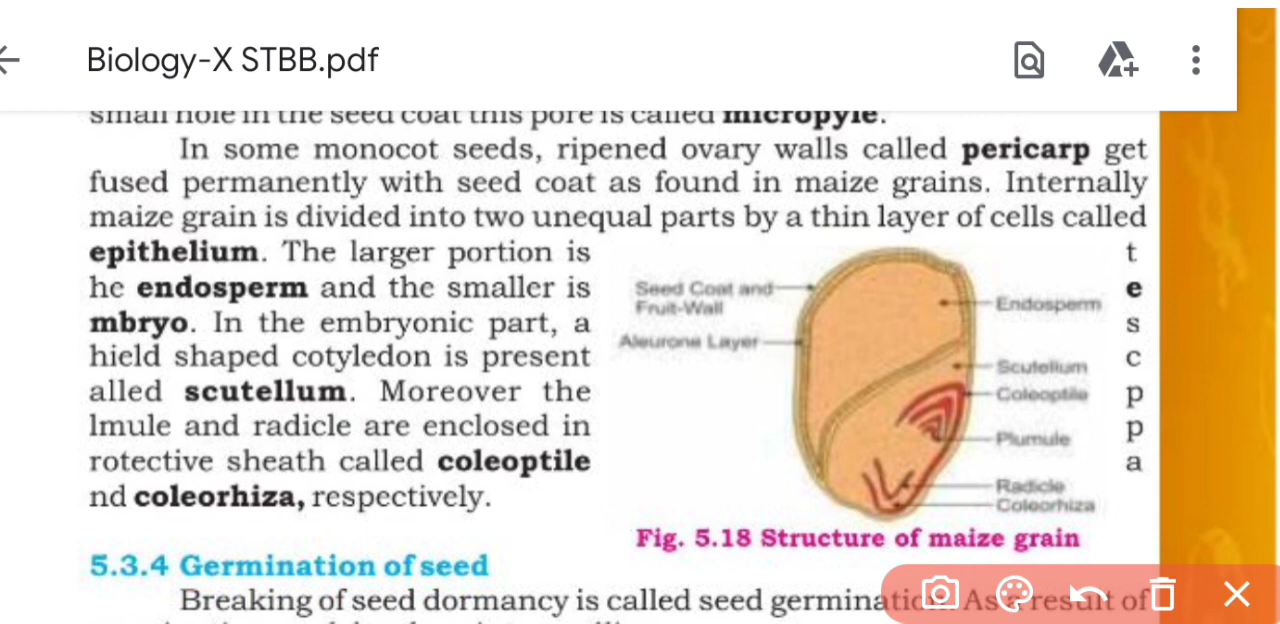 Biology-X STBB.pdf
small hole in the seed coat this pore is called micropyle.
In some monocot seeds, ripened ovary walls called pericarp get
fused permanently with seed coat as found in maize grains. Internally
maize grain is divided into two unequal parts by a thin layer of cells called
epithelium. The larger portion is
he endosperm and the smaller is
mbryo. In the embryonic part, a
hield shaped cotyledon is present
alled scutellum. Moreover the
lmule and radicle are enclosed in
rotective sheath called coleoptile
nd coleorhiza, respectively.
t
e
s
c
p
p
a
Seed Coat and
Fruit-Wall
Aleurone Layer
Endosperm
Scutellum
Coleoptile
Plumule
Radicle
Coleorhiza
Fig. 5.18 Structure of maize grain
5.3.4 Germination of seed
Breaking of seed dormancy is called seed germination. As a result of